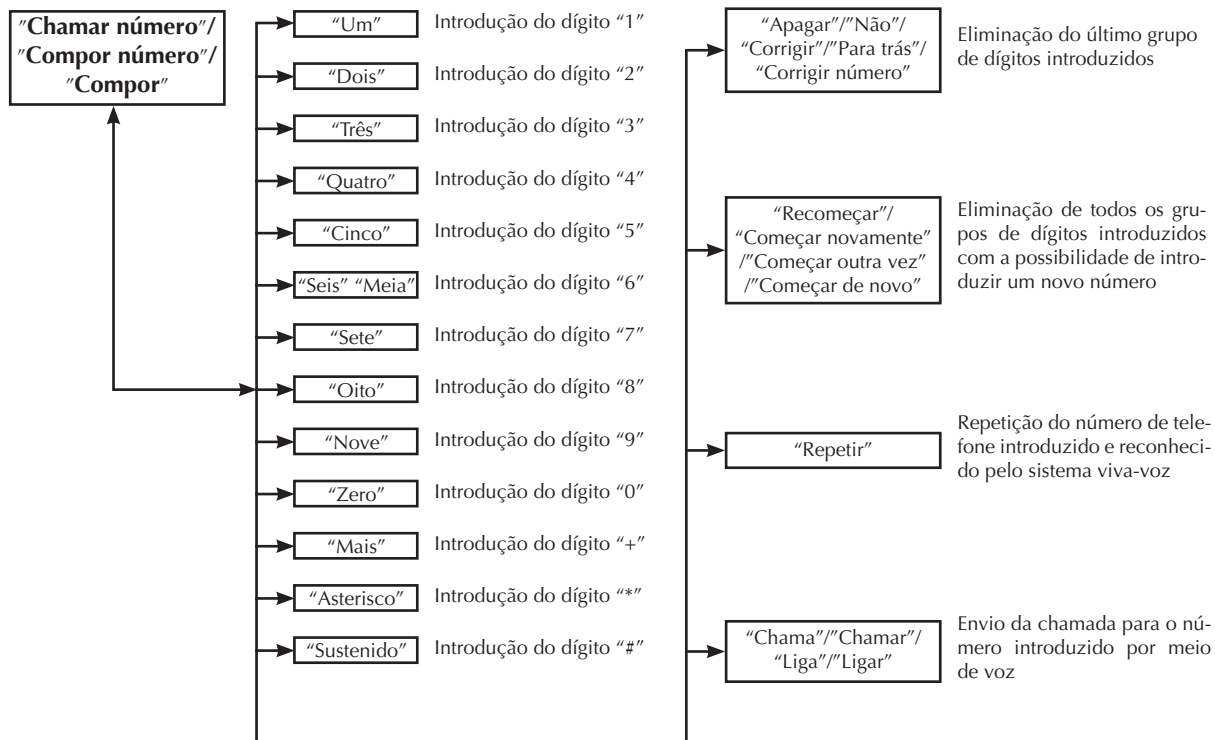 "Chamar número"/
"Compor número"/
"Compor"
"Um" Introdução do dígito "1"
"Dois" Introdução do dígito "2"
"Três" Introdução do dígito "3"
"Quatro" Introdução do dígito "4"
"Cinco" Introdução do dígito "5"
"Seis" "Meia" Introdução do dígito "6"
"Sete" Introdução do dígito "7"
"Oito" Introdução do dígito "8"
"Nove" Introdução do dígito "9"
"Zero" Introdução do dígito "0"
"Mais" Introdução do dígito "+"
"Asterisco" Introdução do dígito "*"
"Sustenido" Introdução do dígito "#"
"Apagar"/"Não"/
"Corrigir"/"Para trás"/
"Corrigir número"
Eliminação do último grupo
de dígitos introduzidos
"Recomeçar"/
"Começar novamente"
/"Começar outra vez"
/"Começar de novo"
Eliminação de todos os gru-
pos de dígitos introduzidos
com a possibilidade de intro-
duzir um novo número
"Repetir"
Repetição do número de tele-
fone introduzido e reconheci-
do pelo sistema viva-voz
"Chama"/"Chamar"/
"Liga"/"Ligar"
Envio da chamada para o nú-
mero introduzido por meio
de voz